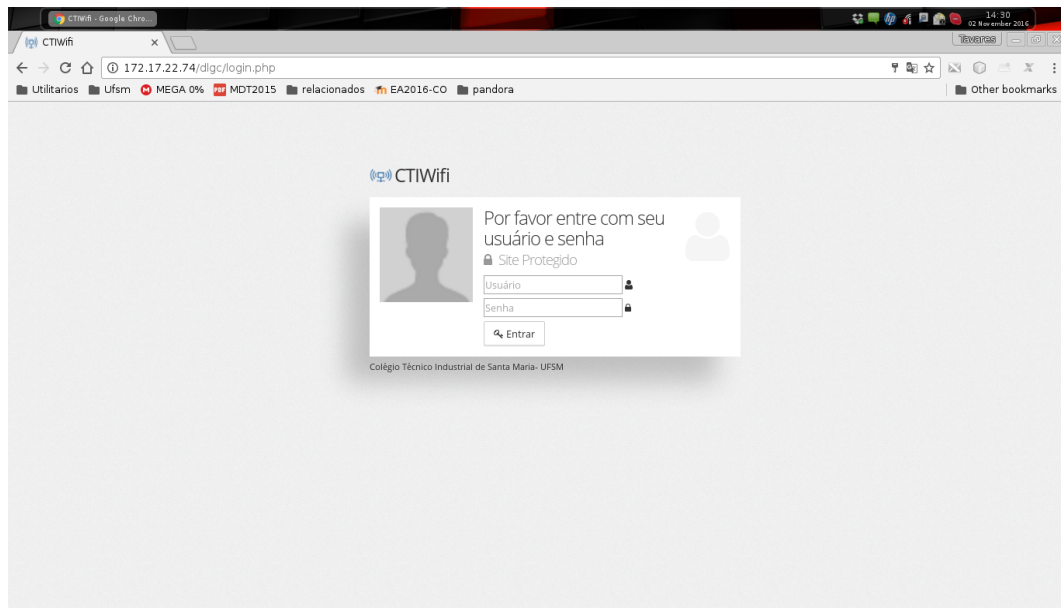 CTIWifi - Google Chro...
14:30
02 November 2016
CTIWifi
Tavares
172.17.22.74/dlgc/login.php
Utilitarios Ufsm MEGA 0% PDF MDT2015 relacionados EA2016-CO pandora Other bookmarks
CTIWifi
Por favor entre com seu
usuário e senha
Site Protegido
Usuário
Senha
Entrar
Colégio Técnico Industrial de Santa Maria- UFSM